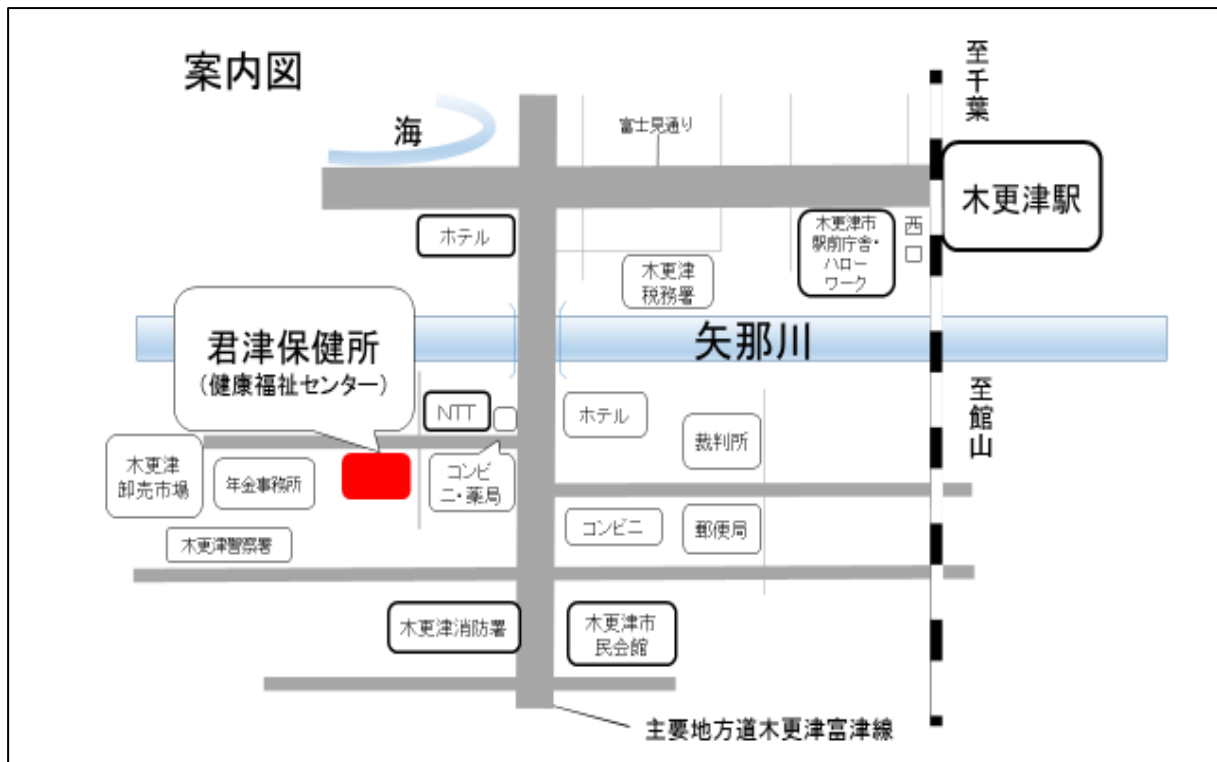 案内図
至千葉
海
富士見通り
木更津駅
ホテル
木更津市
駅前庁舎・
ハロー
ワーク
西口
木更津
税務署
君津保健所
（健康福祉センター）
矢那川
至館山
NTT
ホテル
裁判所
木更津
卸売市場
年金事務所
コンビ
ニ・薬局
コンビニ
郵便局
木更津警察署
木更津消防署
木更津市
民会館
主要地方道木更津富津線